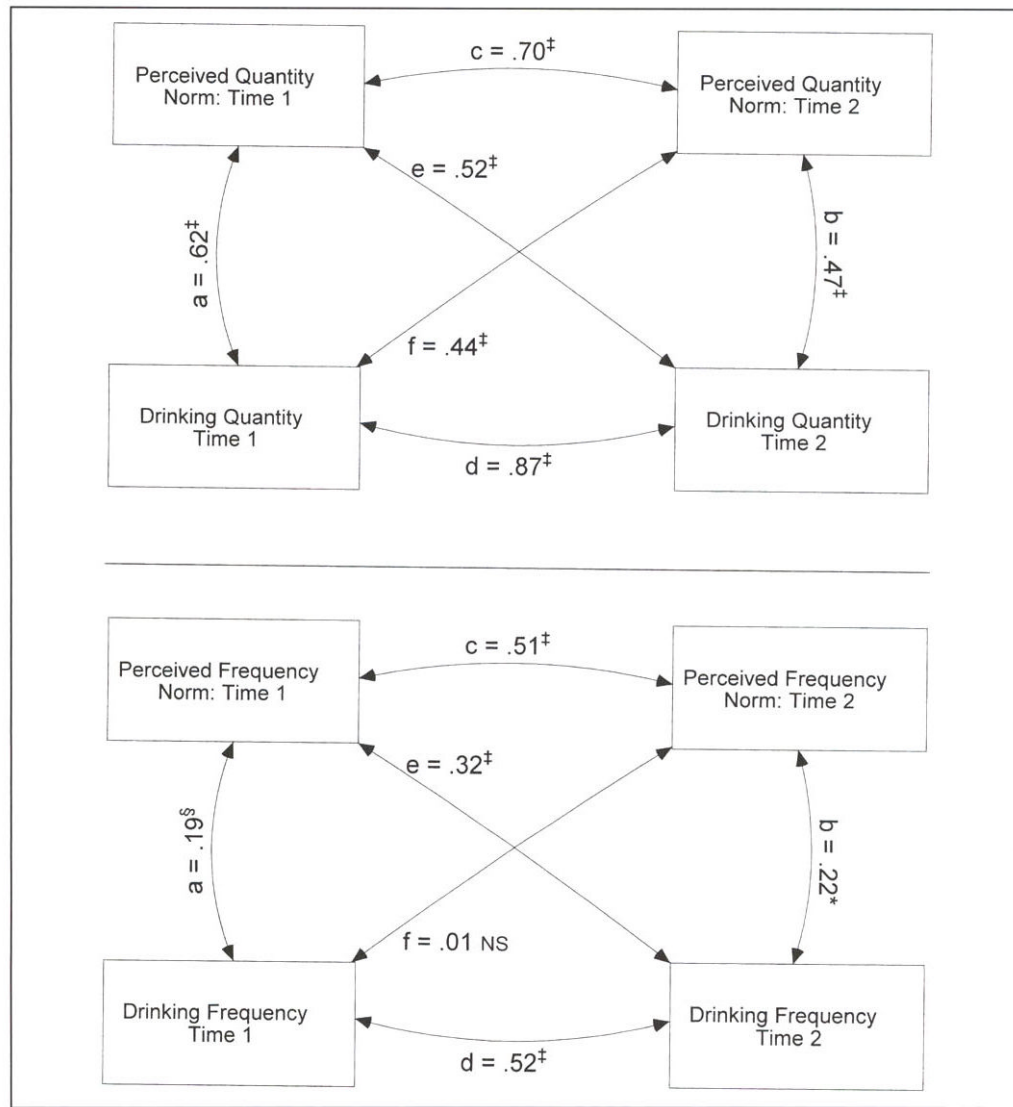 c = .70‡
Perceived Quantity
Norm: Time 1
Perceived Quantity
Norm: Time 2
e = .52‡
a = .62‡
b = .47‡
f = .44‡
Drinking Quantity
Time 1
Drinking Quantity
Time 2
d = .87‡
c = .51‡
Perceived Frequency
Norm: Time 1
Perceived Frequency
Norm: Time 2
e = .32‡
a = .19§
b = .22*
f = .01 NS
Drinking Frequency
Time 1
Drinking Frequency
Time 2
d = .52‡